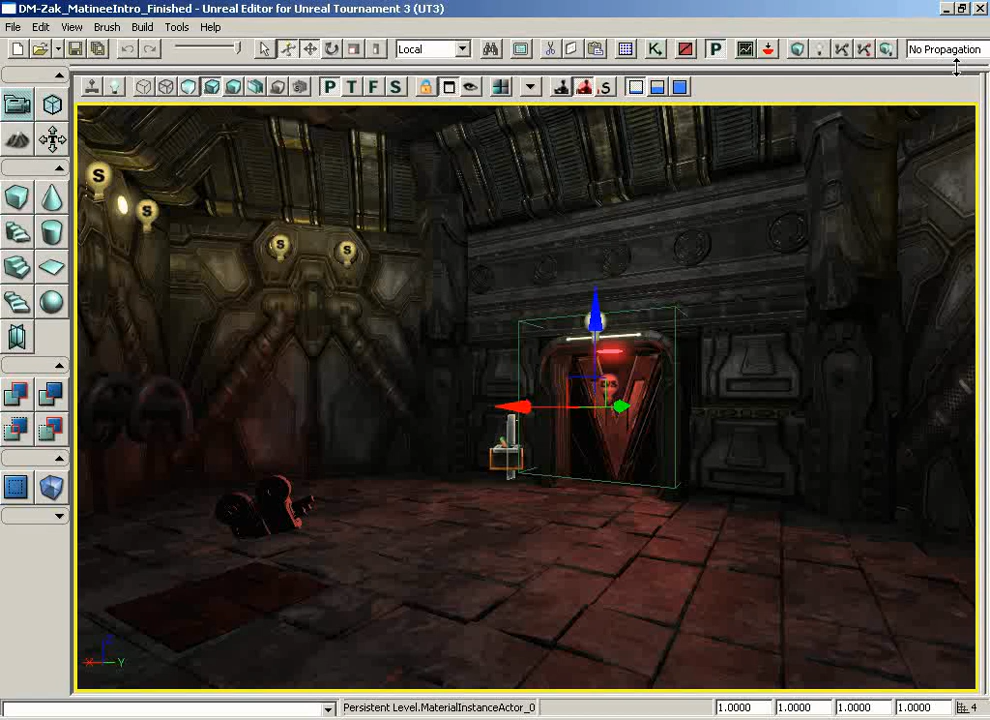 DM-Zak_MatineeIntro_Finished - Unreal Editor for Unreal Tournament 3 (UT3)
File Edit View Brush Build Tools Help
Local
K
P
No Propagation
P T F S
S
S
S
S
S
X Y
Persistent Level.MaterialInstanceActor_0
1.0000 1.0000 1.0000 1.0000 4